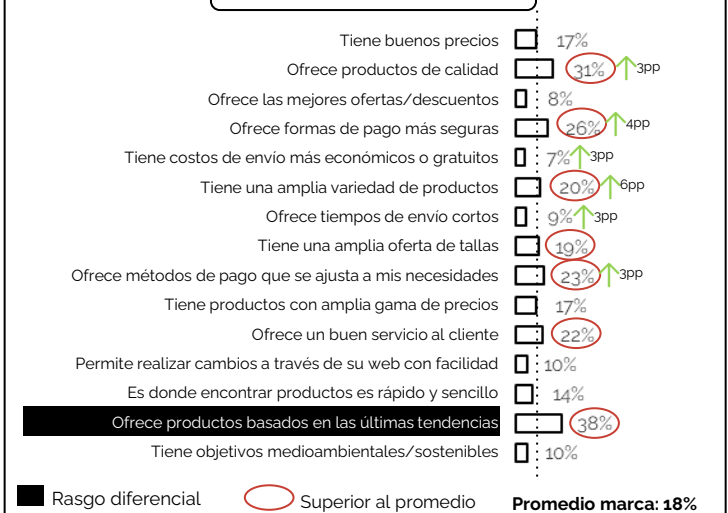 Tiene buenos precios 17%
Ofrece productos de calidad 31% 3pp
Ofrece las mejores ofertas/descuentos 8%
Ofrece formas de pago más seguras 26% 4pp
Tiene costos de envío más económicos o gratuitos 7% 3pp
Tiene una amplia variedad de productos 20% 6pp
Ofrece tiempos de envío cortos 9% 3pp
Tiene una amplia oferta de tallas 19%
Ofrece métodos de pago que se ajusta a mis necesidades 23% 3pp
Tiene productos con amplia gama de precios 17%
Ofrece un buen servicio al cliente 22%
Permite realizar cambios a través de su web con facilidad 10%
Es donde encontrar productos es rápido y sencillo 14%
Ofrece productos basados en las últimas tendencias 38%
Tiene objetivos medioambientales/sostenibles 10%
Rasgo diferencial Superior al promedio Promedio marca: 18%